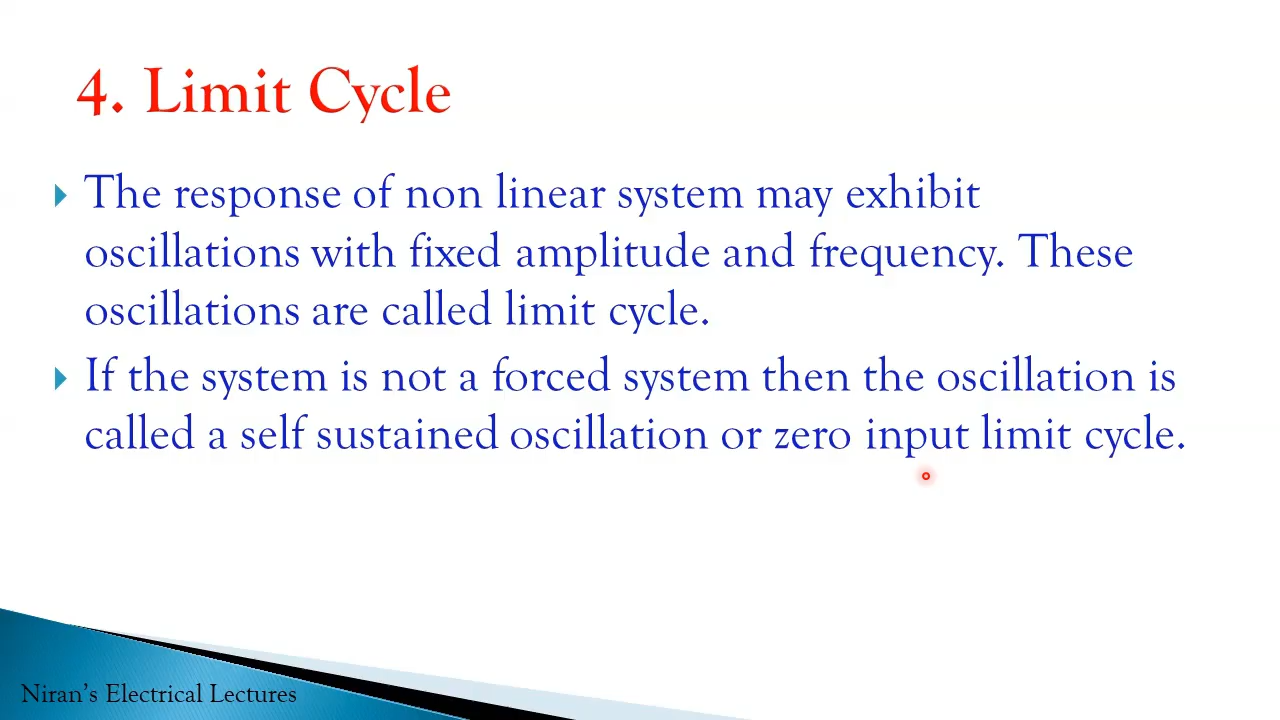 4. Limit Cycle
The response of non linear system may exhibit
oscillations with fixed amplitude and frequency. These
oscillations are called limit cycle.
If the system is not a forced system then the oscillation is
called a self sustained oscillation or zero input limit cycle.
Niran's Electrical Lectures